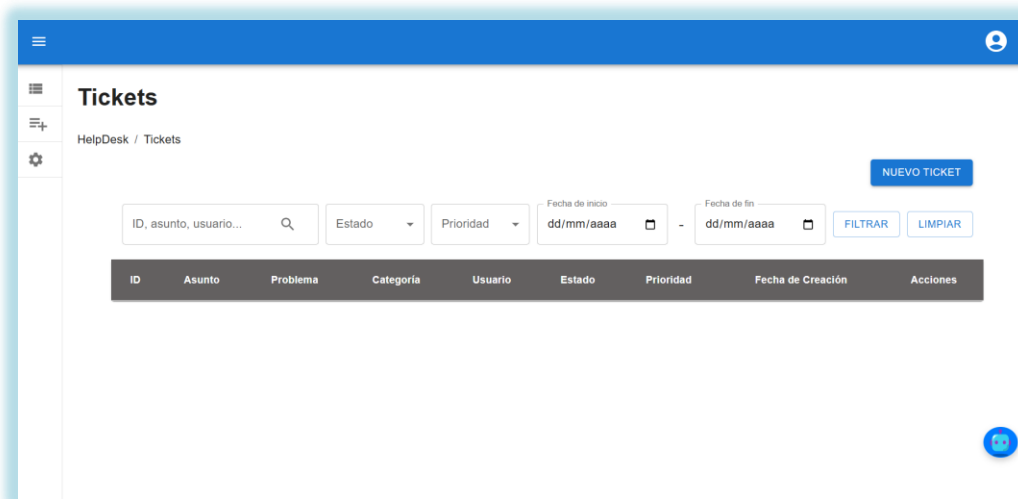 Tickets
HelpDesk / Tickets
NUEVO TICKET
Fecha de inicio Fecha de fin
ID, asunto, usuario... Estado Prioridad dd/mm/aaaa - dd/mm/aaaa FILTRAR LIMPIAR
ID Asunto Problema Categoría Usuario Estado Prioridad Fecha de Creación Acciones